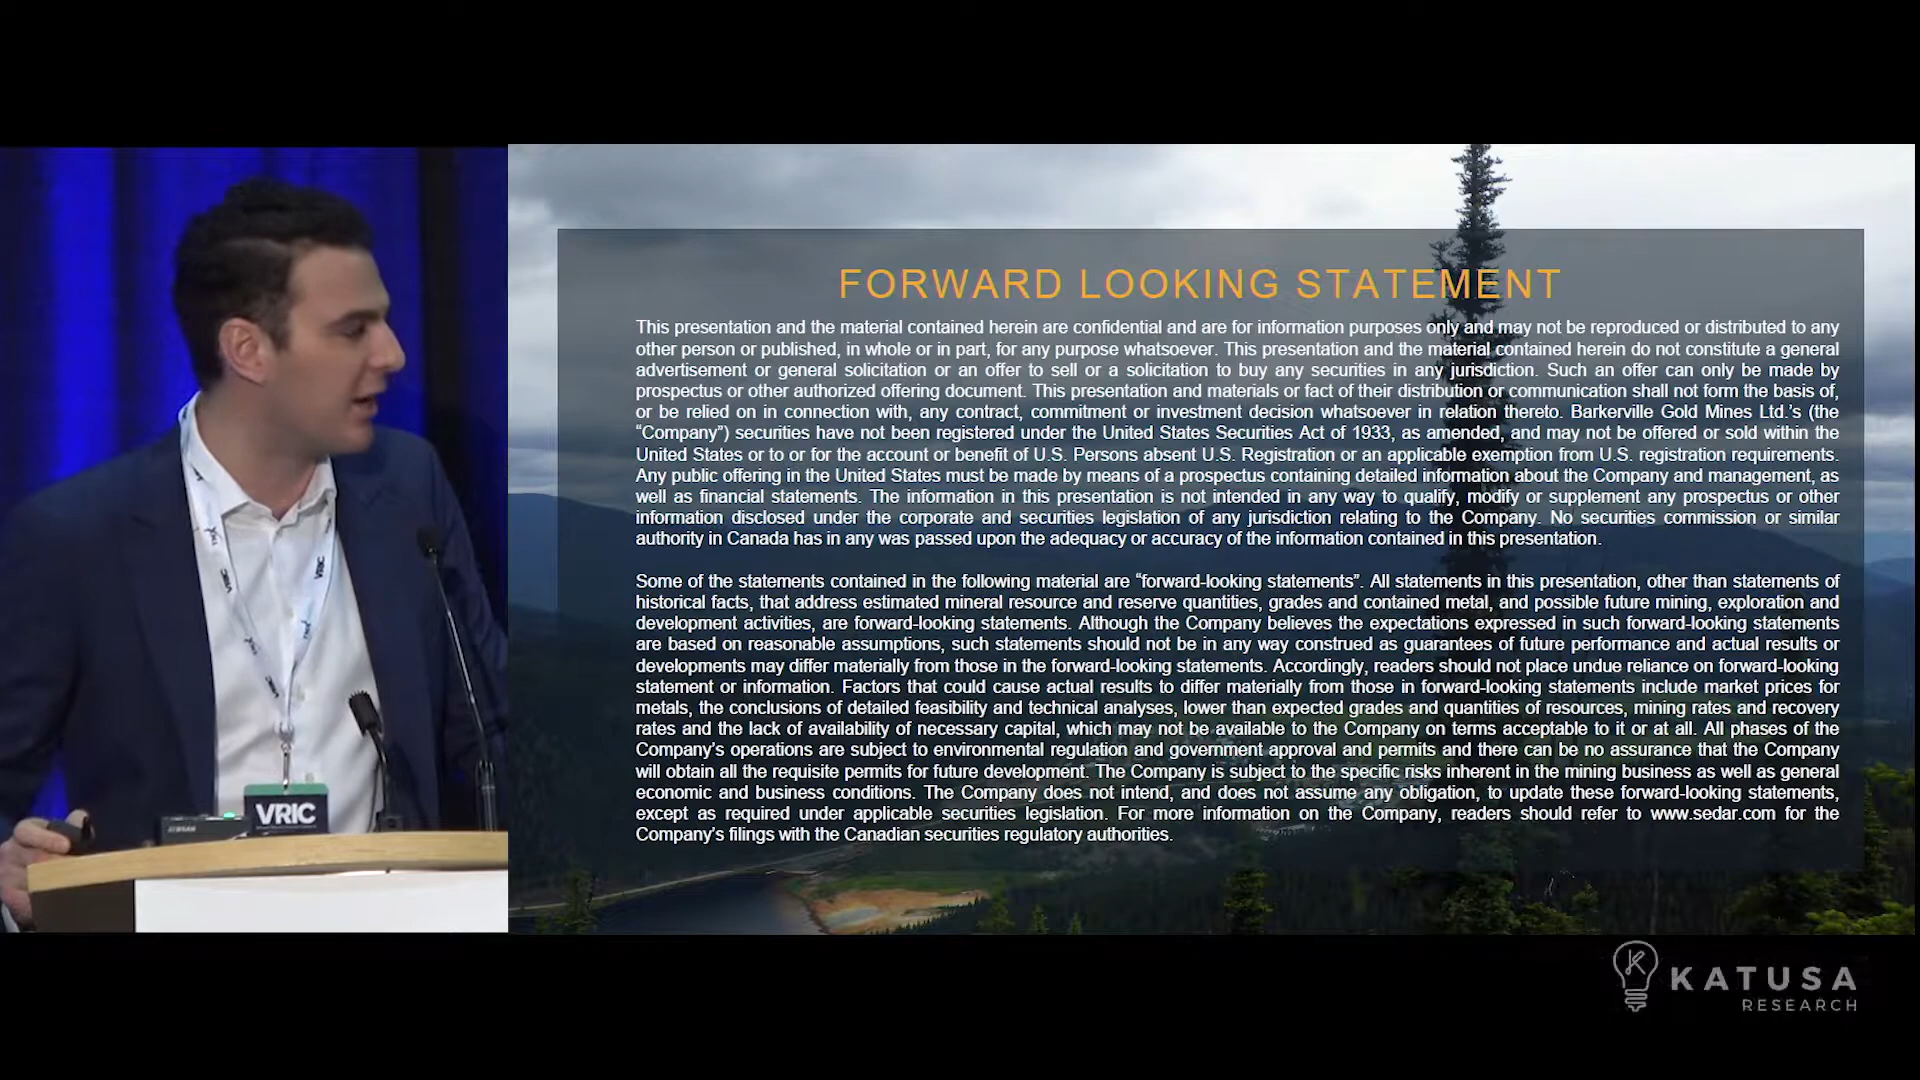 FORWARD LOOKING STATEMENT
This presentation and the material contained herein are confidential and are for information purposes only and may not be reproduced or distributed to any
other person or published, in whole or in part, for any purpose whatsoever. This presentation and the material contained herein do not constitute a general
advertisement or general solicitation or an offer to sell or a solicitation to buy any securities in any jurisdiction. Such an offer can only be made by
prospectus or other authorized offering document. This presentation and materials or fact of their distribution or communication shall not form the basis of,
or be relied on in connection with, any contract, commitment or investment decision whatsoever in relation thereto. Barkerville Gold Mines Ltd.’s (the
“Company”) securities have not been registered under the United States Securities Act of 1933, as amended, and may not be offered or sold within the
United States or to or for the account or benefit of U.S. Persons absent U.S. Registration or an applicable exemption from U.S. registration requirements.
Any public offering in the United States must be made by means of a prospectus containing detailed information about the Company and management, as
well as financial statements. The information in this presentation is not intended in any way to qualify, modify or supplement any prospectus or other
information disclosed under the corporate and securities legislation of any jurisdiction relating to the Company. No securities commission or similar
authority in Canada has in any was passed upon the adequacy or accuracy of the information contained in this presentation.
Some of the statements contained in the following material are “forward-looking statements”. All statements in this presentation, other than statements of
historical facts, that address estimated mineral resource and reserve quantities, grades and contained metal, and possible future mining, exploration and
development activities, are forward-looking statements. Although the Company believes the expectations expressed in such forward-looking statements
are based on reasonable assumptions, such statements should not be in any way construed as guarantees of future performance and actual results or
developments may differ materially from those in the forward-looking statements. Accordingly, readers should not place undue reliance on forward-looking
statement or information. Factors that could cause actual results to differ materially from those in forward-looking statements include market prices for
metals, the conclusions of detailed feasibility and technical analyses, lower than expected grades and quantities of resources, mining rates and recovery
rates and the lack of availability of necessary capital, which may not be available to the Company on terms acceptable to it or at all. All phases of the
Company’s operations are subject to environmental regulation and government approval and permits and there can be no assurance that the Company
will obtain all the requisite permits for future development. The Company is subject to the specific risks inherent in the mining business as well as general
economic and business conditions. The Company does not intend, and does not assume any obligation, to update these forward-looking statements,
except as required under applicable securities legislation. For more information on the Company, readers should refer to www.sedar.com for the
Company’s filings with the Canadian securities regulatory authorities.
VRIC
KATUSA
RESEARCH